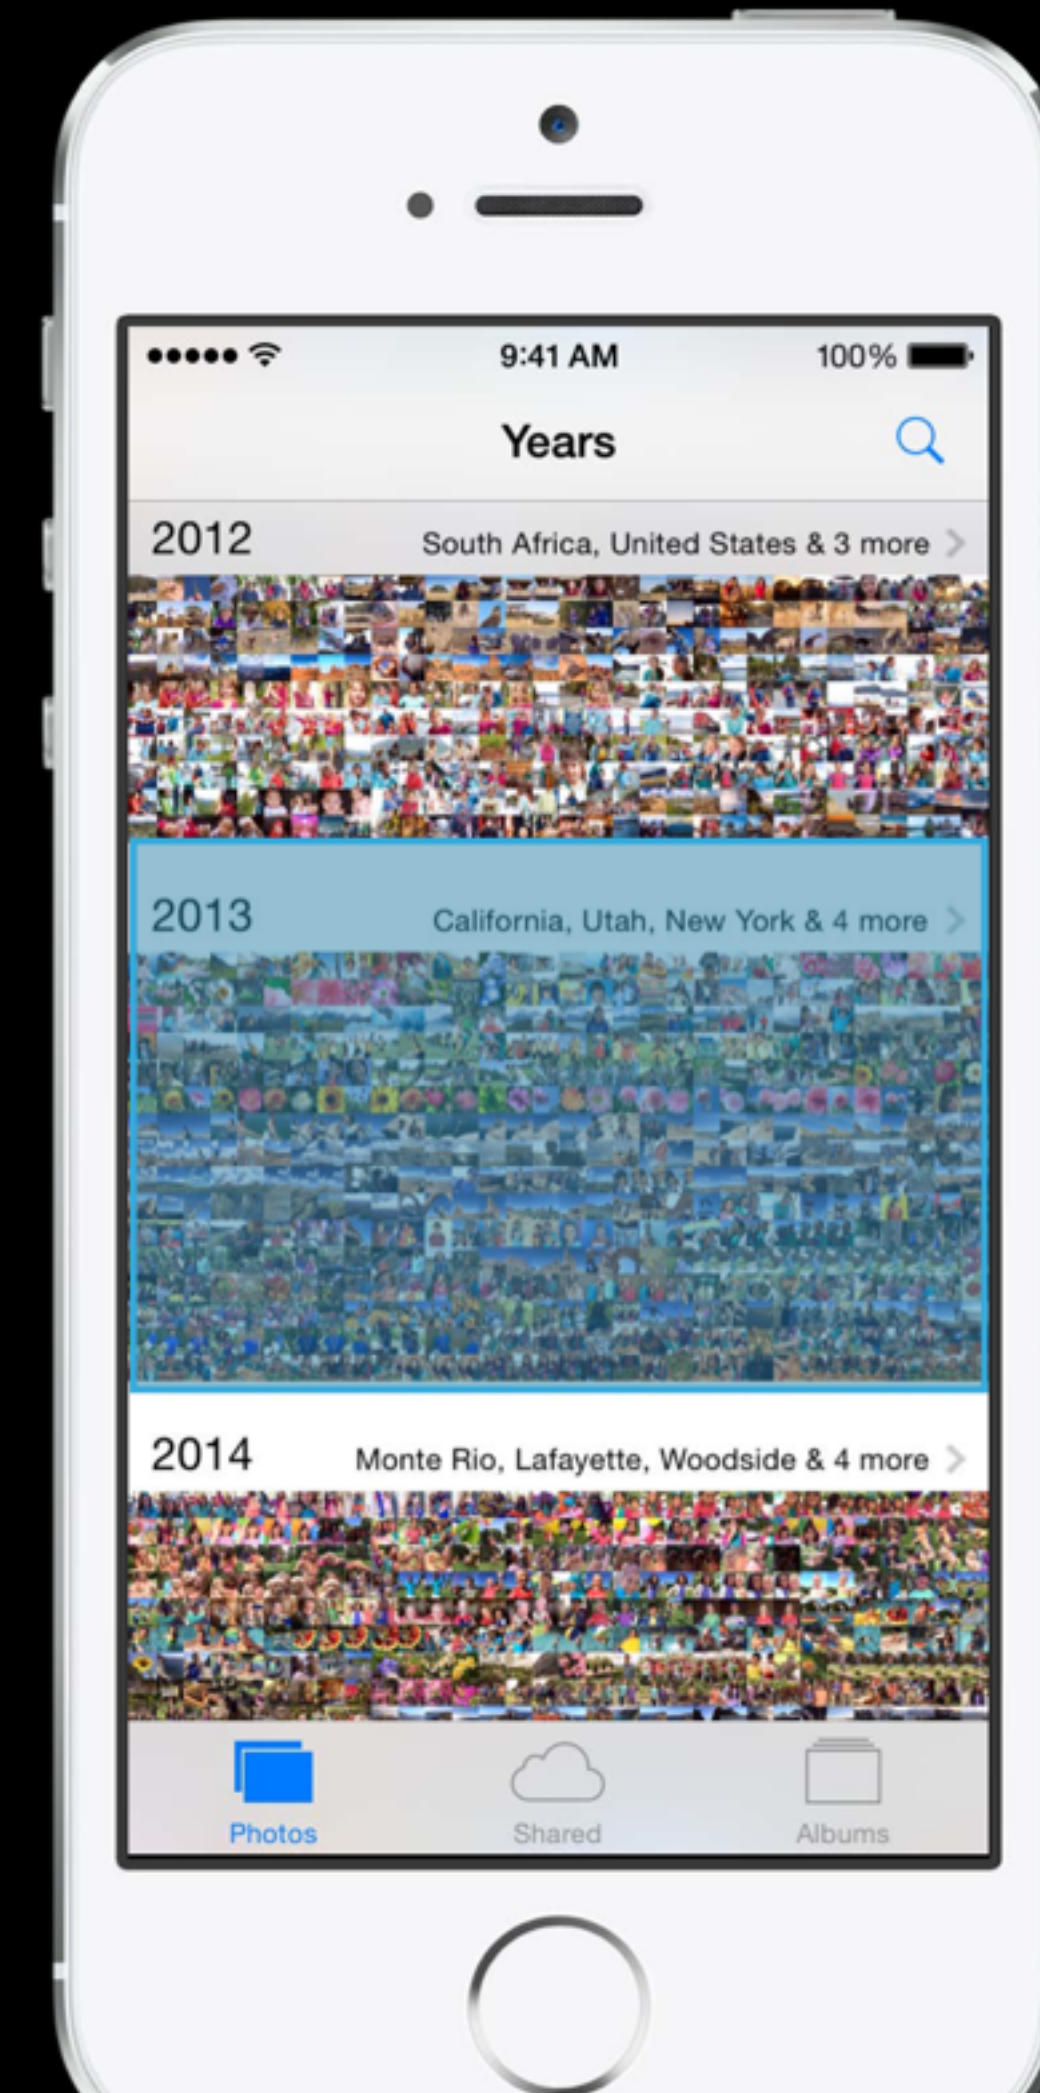 9:41 AM 100%
Years
2012 South Africa, United States & 3 more
2013 California, Utah, New York & 4 more
2014 Monte Rio, Lafayette, Woodside & 4 more
Photos Shared Albums